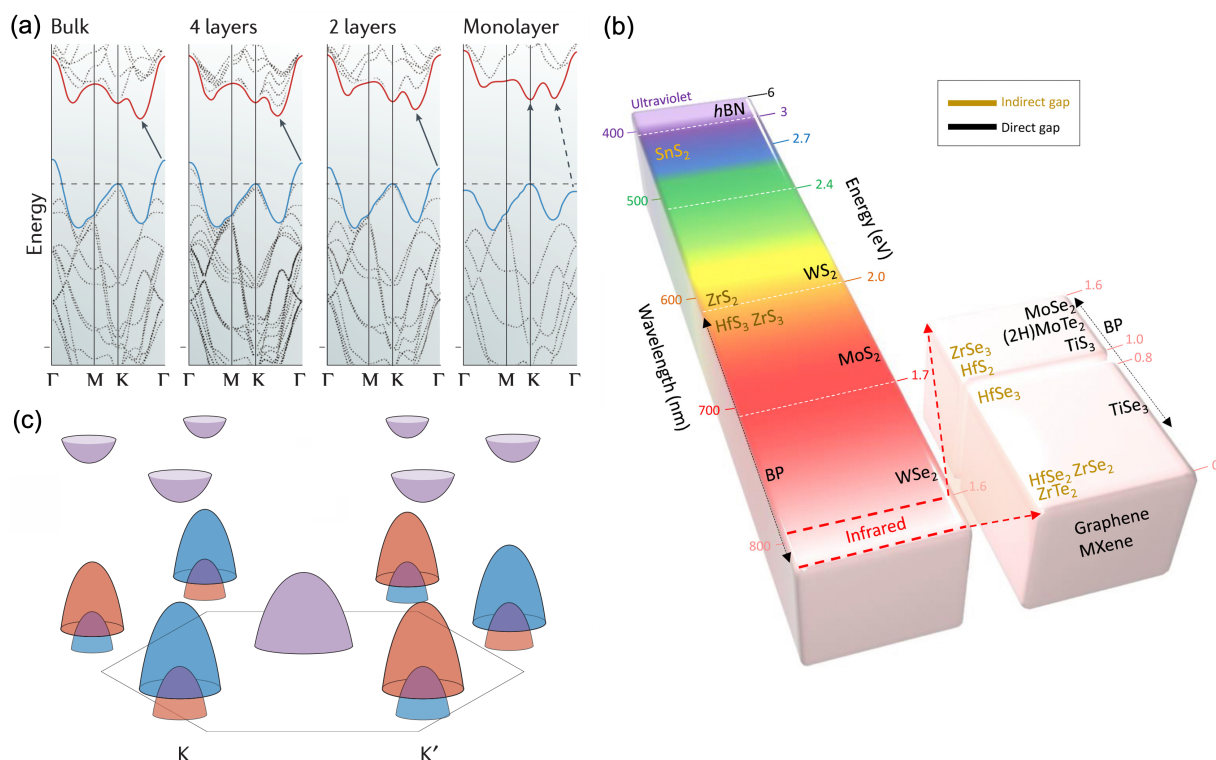 (a)
Bulk
4 layers
2 layers
Monolayer
Energy
Γ M K Γ
Γ M K Γ
Γ M K Γ
Γ M K Γ
(b)
Indirect gap
Direct gap
Ultraviolet
6
hBN
3
400
2.7
SnS2
2.4
500
Energy (eV)
WS2
2.0
600
ZrS2
HfS3 ZrS3
Wavelength (nm)
MoS2
1.7
700
BP
WSe2
1.6
Infrared
800
1.6
MoSe2
(2H)MoTe2
BP
TiS3
1.0
0.8
ZrSe3
HfS2
HfSe3
TiSe3
HfSe2 ZrSe2
ZrTe2
0
Graphene
MXene
(c)
K
K′